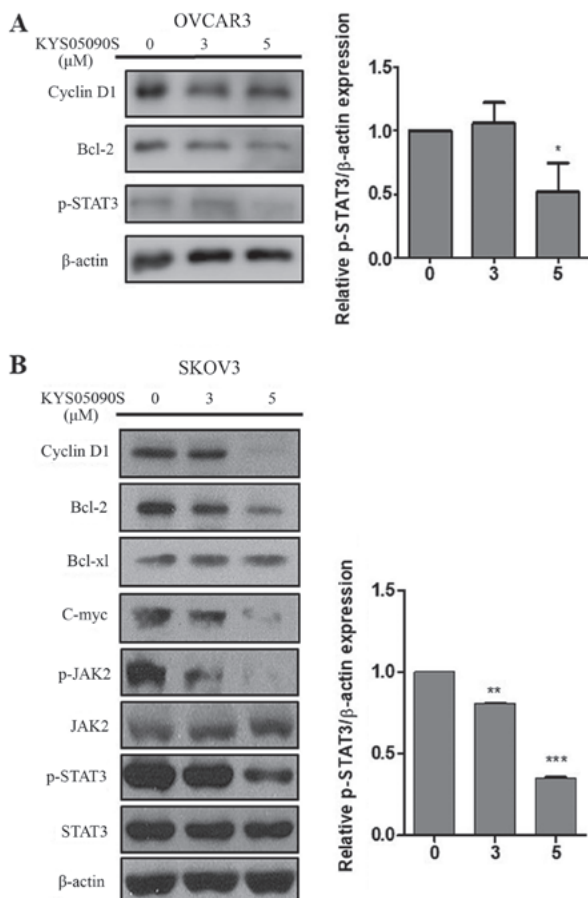 A
OVCAR3
KYS05090S 0 3 5
(μM)
Cyclin D1
Bcl-2
p-STAT3
β-actin
Relative p-STAT3/β-actin expression
1.5
1.0
0.5
0.0
*
0 3 5
B
SKOV3
KYS05090S 0 3 5
(μM)
Cyclin D1
Bcl-2
Bcl-xl
C-myc
p-JAK2
JAK2
p-STAT3
STAT3
β-actin
Relative p-STAT3/β-actin expression
1.5
1.0
0.5
0.0
**
***
0 3 5